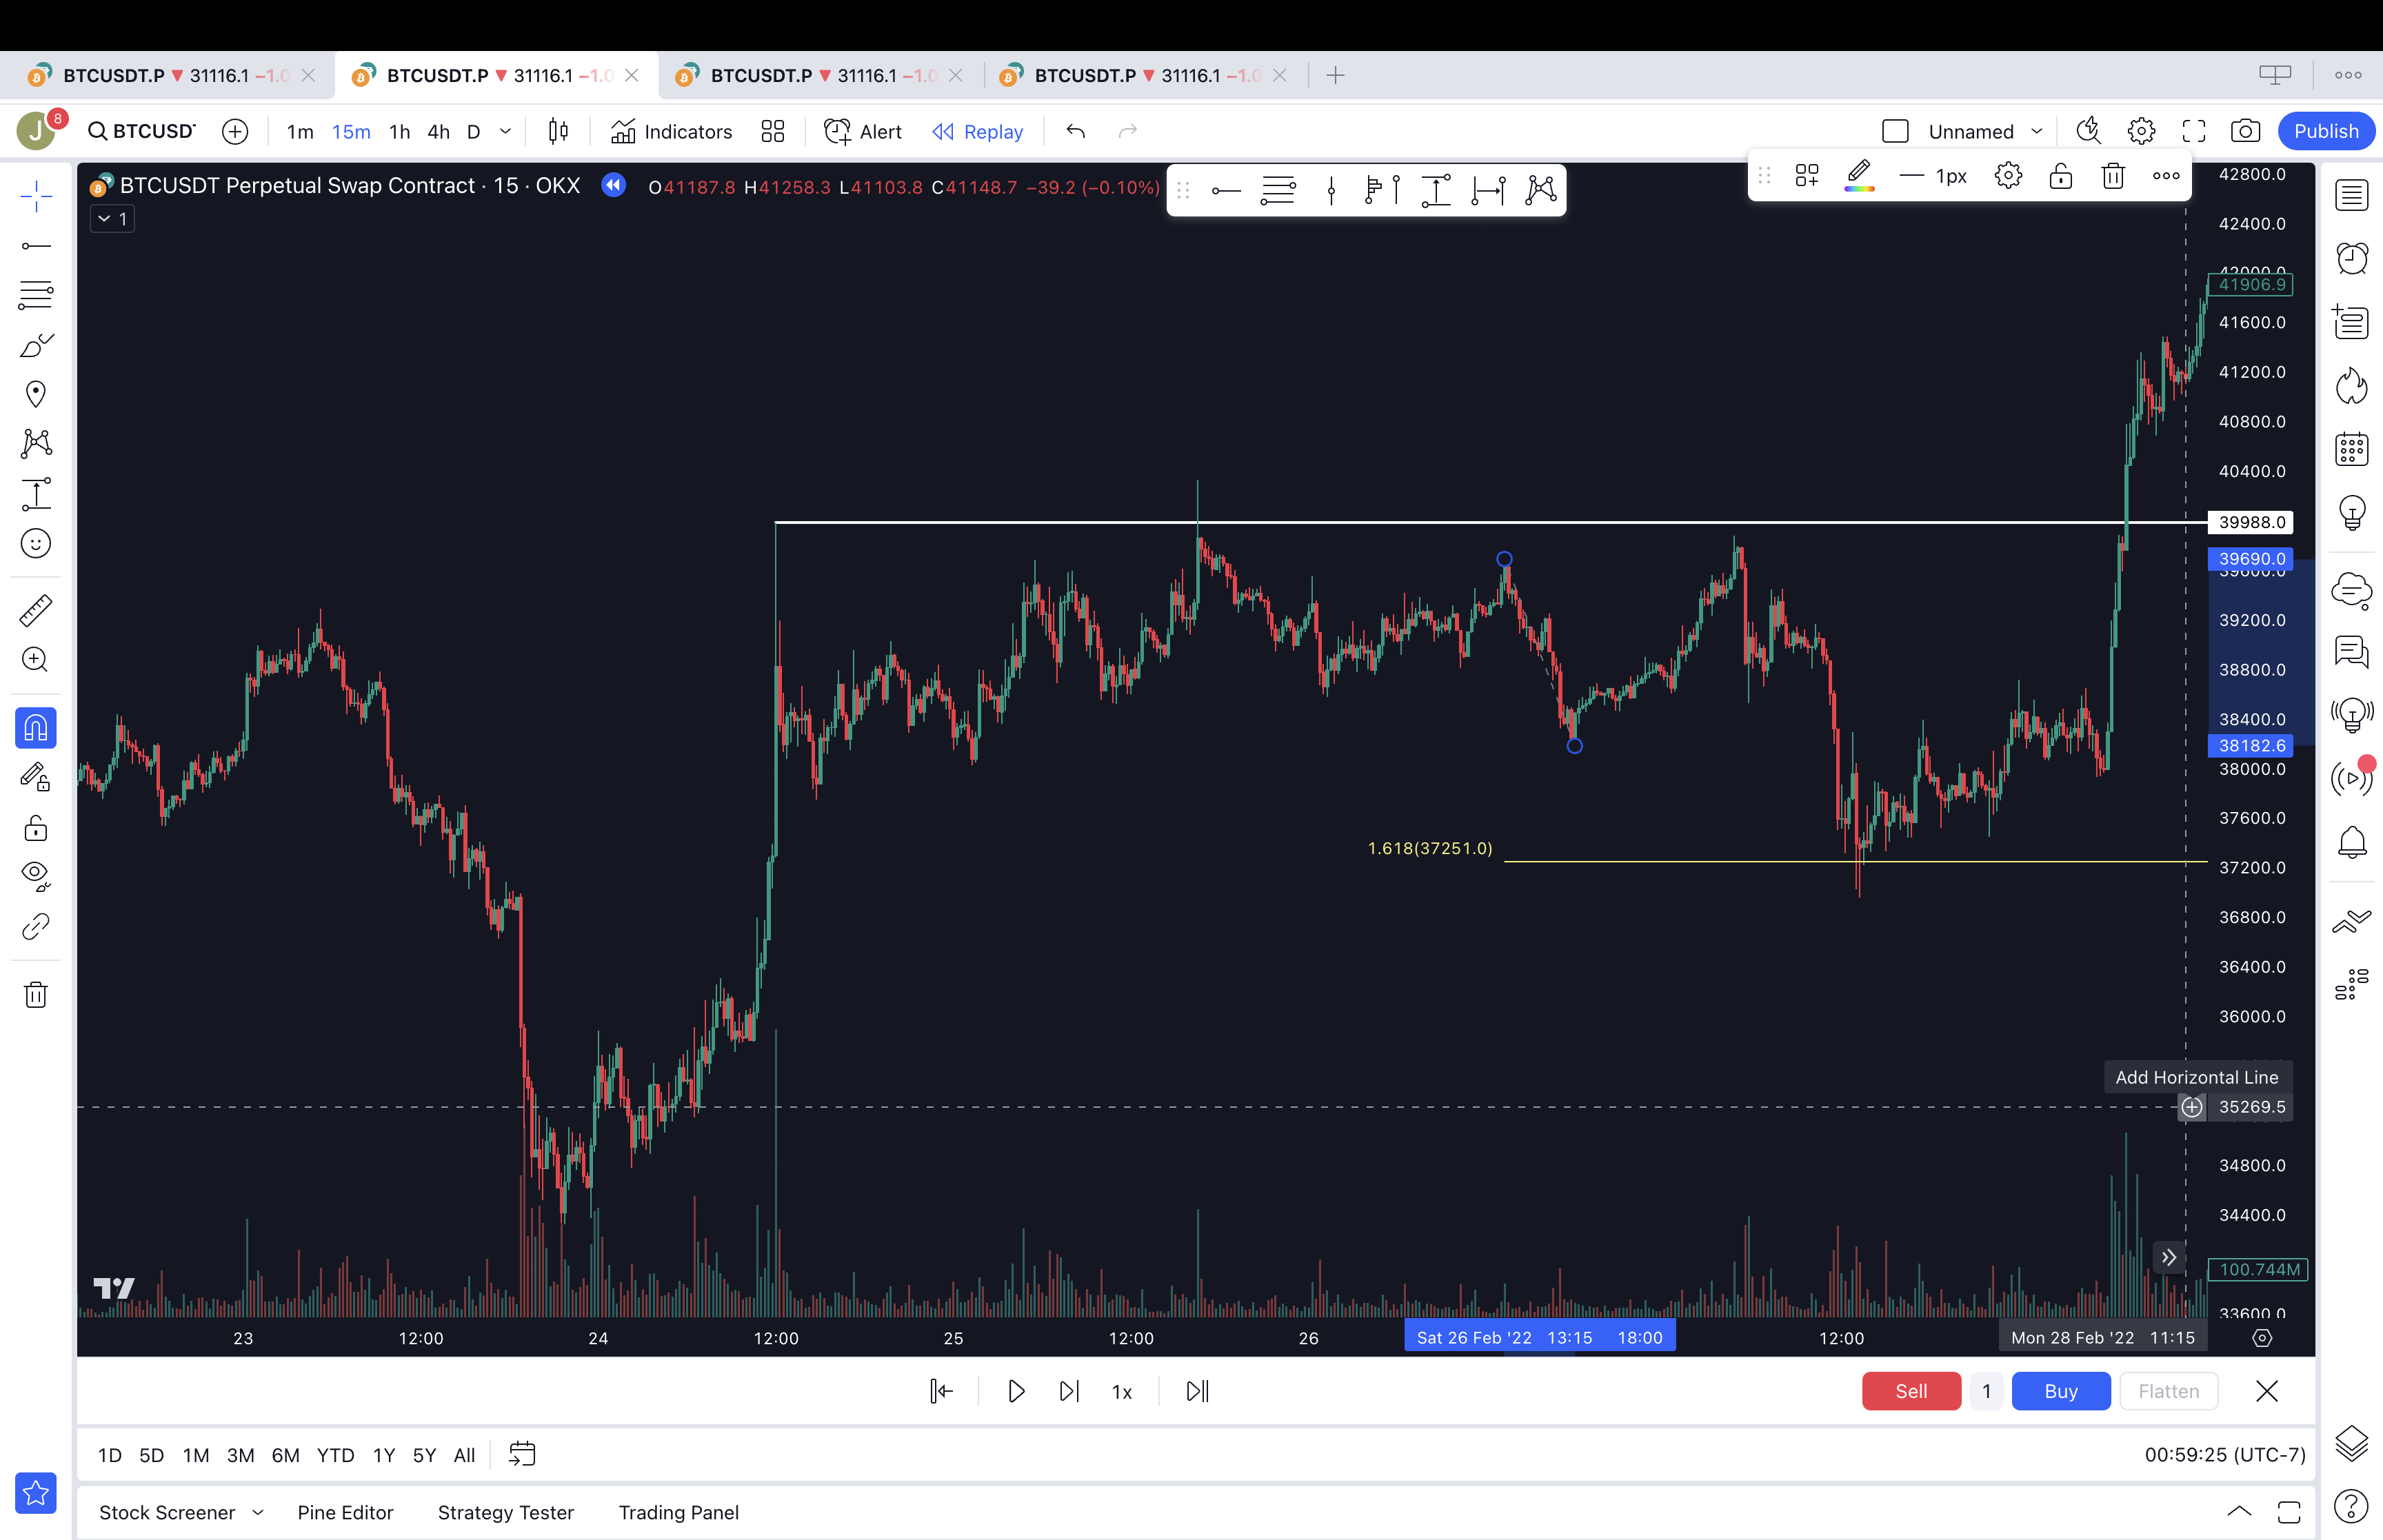 BTCUSDT.P ▼ 31116.1 −1.0
BTCUSDT.P ▼ 31116.1 −1.0
BTCUSDT.P ▼ 31116.1 −1.0
BTCUSDT.P ▼ 31116.1 −1.0
J 8 BTCUSD 1m 15m 1h 4h D Indicators Alert Replay Unnamed Publish
BTCUSDT Perpetual Swap Contract · 15 · OKX O41187.8 H41258.3 L41103.8 C41148.7 −39.2 (−0.10%)
1px
1
42800.0
42400.0
42000.0
41906.9
41600.0
41200.0
40800.0
40400.0
39988.0
39690.0
39600.0
39200.0
38800.0
38400.0
38182.6
38000.0
37600.0
1.618(37251.0)
37200.0
36800.0
36400.0
36000.0
Add Horizontal Line
35269.5
34800.0
34400.0
100.744M
33600.0
23 12:00 24 12:00 25 12:00 26 Sat 26 Feb '22 13:15 18:00 12:00 Mon 28 Feb '22 11:15
1x Sell 1 Buy Flatten
1D 5D 1M 3M 6M YTD 1Y 5Y All 00:59:25 (UTC-7)
Stock Screener Pine Editor Strategy Tester Trading Panel